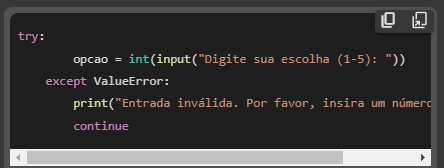 try:
        opcao = int(input("Digite sua escolha (1-5): "))
    except ValueError:
        print("Entrada inválida. Por favor, insira um número
        continue